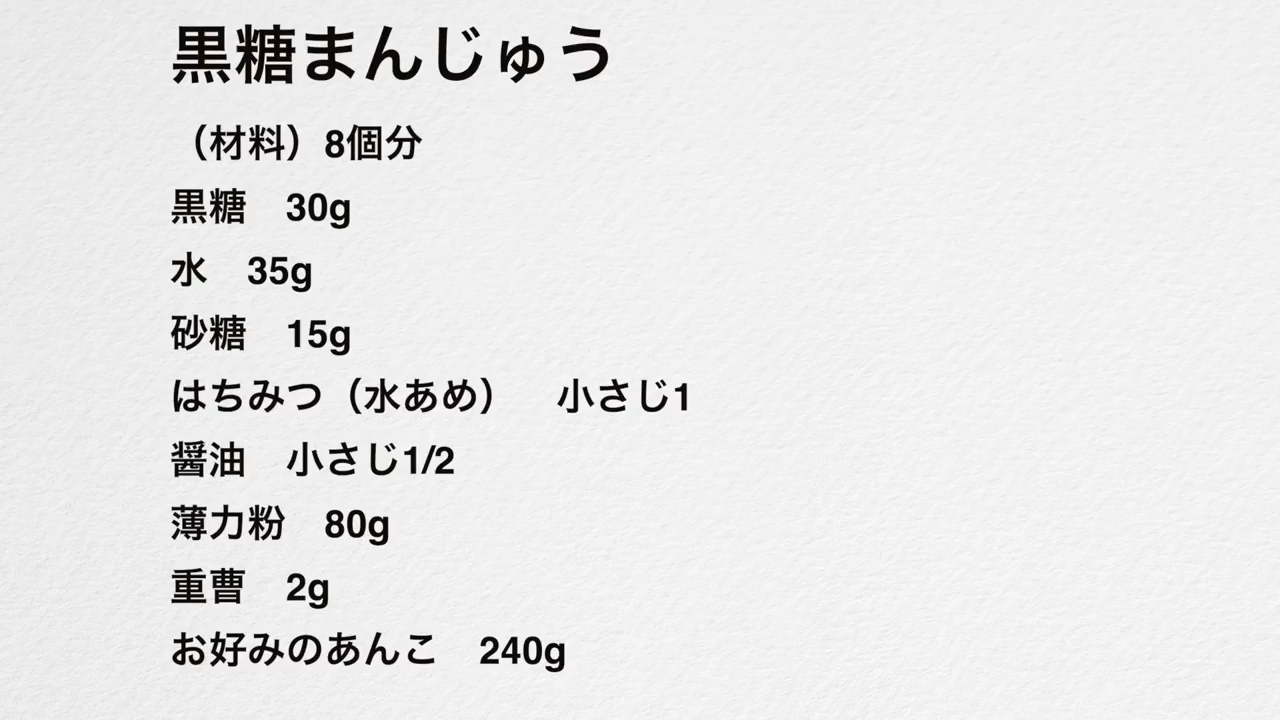 黒糖まんじゅう
（材料）8個分
黒糖　30g
水　35g
砂糖　15g
はちみつ（水あめ）　小さじ1
醤油　小さじ1/2
薄力粉　80g
重曹　2g
お好みのあんこ　240g